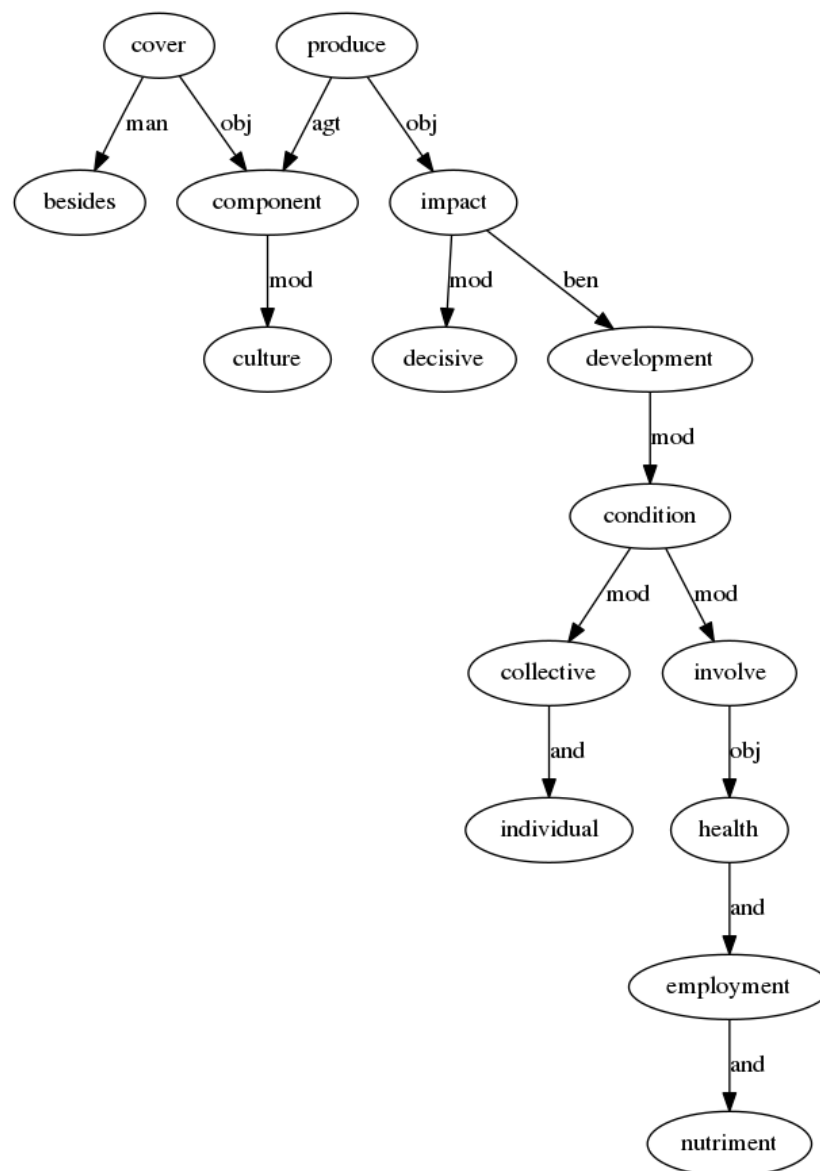 cover produce
man obj agt obj
besides component impact
mod mod ben
culture decisive development
mod
condition
mod mod
collective involve
and obj
individual health
and
employment
and
nutriment